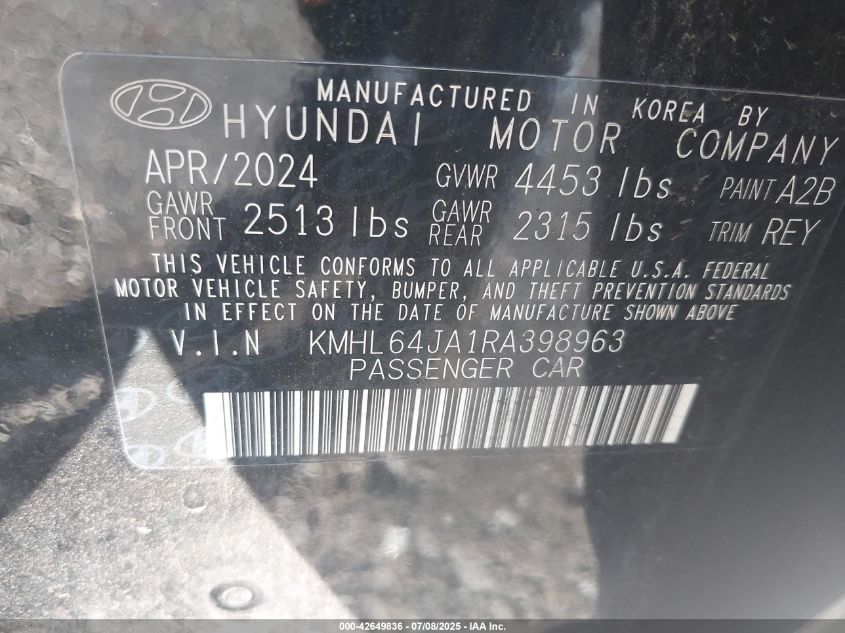 MANUFACTURED IN KOREA BY
HYUNDAI MOTOR COMPANY
APR/2024 GVWR 4453 lbs PAINT A2B
GAWR FRONT 2513 lbs GAWR REAR 2315 lbs TRIM REY
THIS VEHICLE CONFORMS TO ALL APPLICABLE U.S.A. FEDERAL
MOTOR VEHICLE SAFETY, BUMPER, AND THEFT PREVENTION STANDARDS
IN EFFECT ON THE DATE OF MANUFACTURE SHOWN ABOVE
V.I.N KMHL64JA1RA398963
PASSENGER CAR
000-42649836 - 07/08/2025 - IAA Inc.